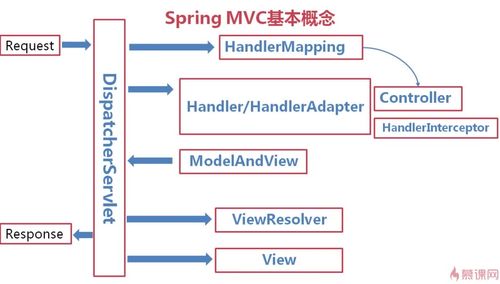 Spring MVC基本概念
Request
HandlerMapping
DispatcherServlet
Handler/HandlerAdapter
Controller
HandlerInterceptor
ModelAndView
ViewResolver
Response
View
慕课网